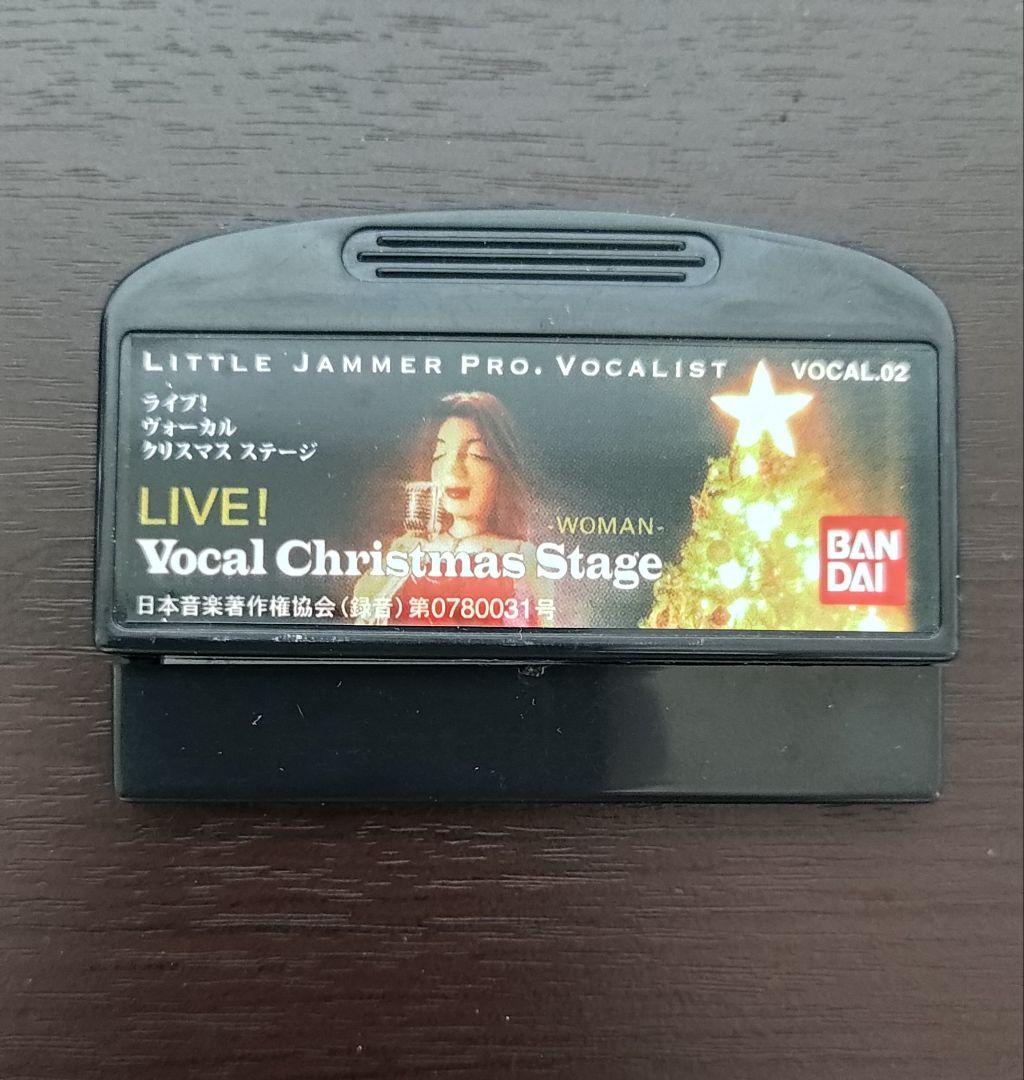 LITTLE JAMMER PRO. VOCALIST
VOCAL.02
ライブ!
ヴォーカル
クリスマス ステージ
LIVE!
-WOMAN-
Vocal Christmas Stage
BAN
DAI
日本音楽著作権協会(録音)第0780031号